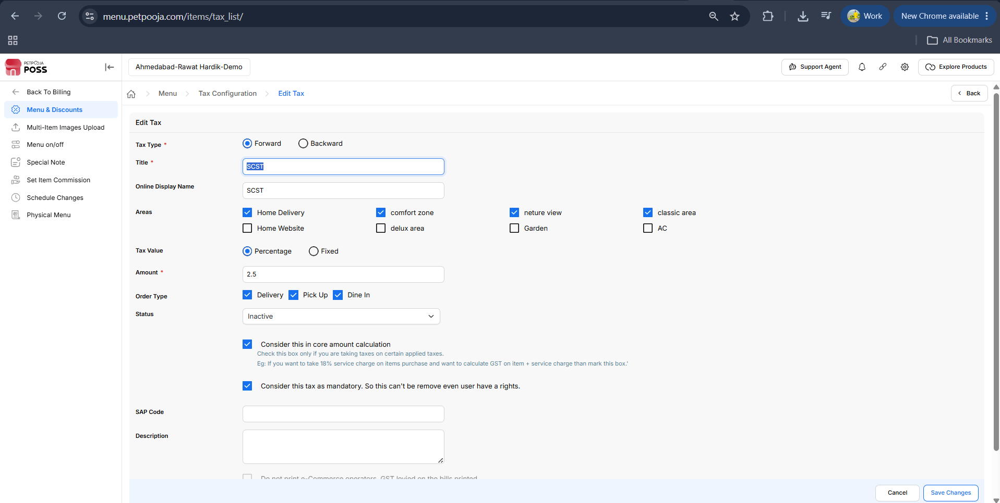 menu.petpooja.com/items/tax_list/
Work
New Chrome available
All Bookmarks
PETPOOJA
POSS
Ahmedabad-Rawat Hardik-Demo
Support Agent
Explore Products
Back To Billing
Menu & Discounts
Multi-Item Images Upload
Menu on/off
Special Note
Set Item Commission
Schedule Changes
Physical Menu
Menu
Tax Configuration
Edit Tax
Back
Edit Tax
Tax Type *
Forward
Backward
Title *
SCST
Online Display Name
SCST
Areas
Home Delivery
comfort zone
neture view
classic area
Home Website
delux area
Garden
AC
Tax Value
Percentage
Fixed
Amount *
2.5
Order Type
Delivery
Pick Up
Dine In
Status
Inactive
Consider this in core amount calculation
Check this box only if you are taking taxes on certain applied taxes.
Eg: If you want to take 18% service charge on items purchase and want to calculate GST on item + service charge than mark this box.'
Consider this tax as mandatory. So this can't be remove even user have a rights.
SAP Code
Description
Do not print e-Commerce operators, GST levied on the bills printed
Cancel
Save Changes